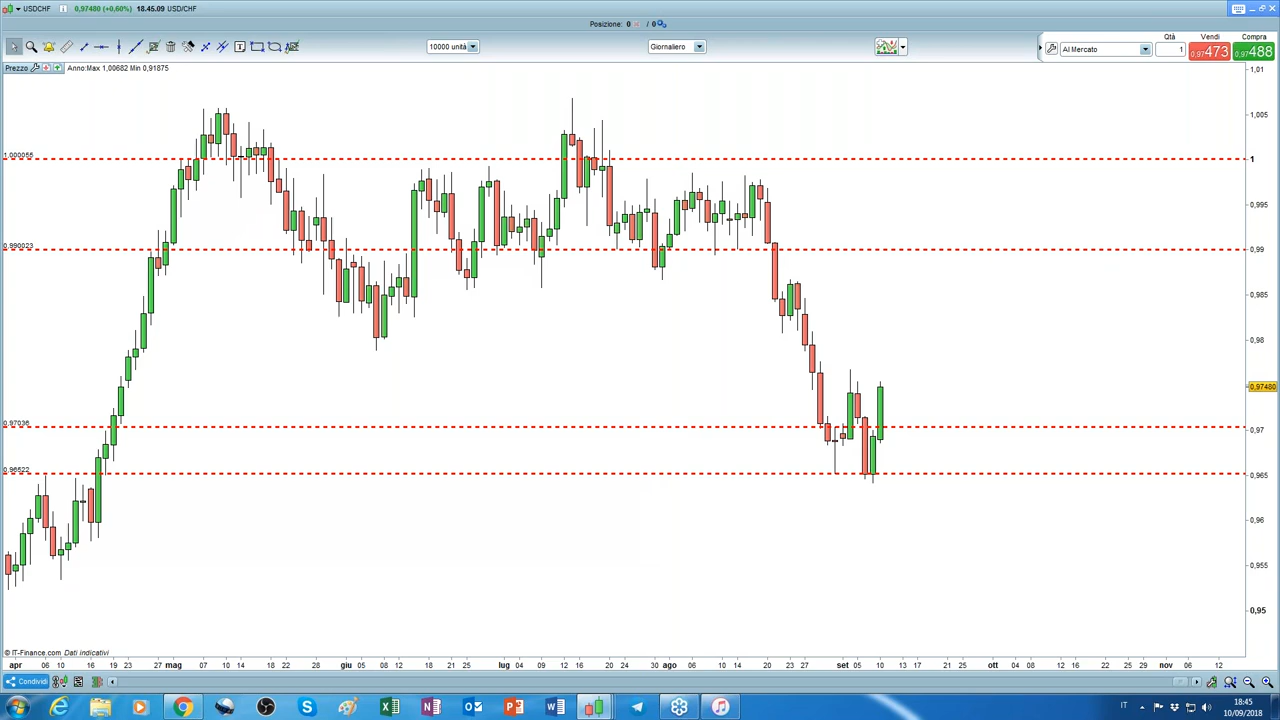 USDCHF 0,97480 (+0,60%) 18.45.09 USD/CHF
Posizione: 0 / 0
10000 unità
Giornaliero
Al Mercato
Qtà
1
Vendi
0,97473
Compra
0,97488
Prezzo
Anno:Max 1,00682 Min 0,91875
1,01
1,005
1,000055
1
0,995
0,990023
0,99
0,985
0,98
0,97480
0,97036
0,97
0,96522
0,965
0,96
0,955
0,95
© IT-Finance.com Dati indicativi
apr 06 10 16 19 23 27 mag 07 10 14 18 22 28 giu 05 08 12 15 21 25 lug 04 09 12 16 20 24 30 ago 07 10 14 20 23 27 set 05 10 13 17 21 25 ott 04 08 12 16 22 25 nov 06 12
Condividi
IT
18:45
10/09/2018